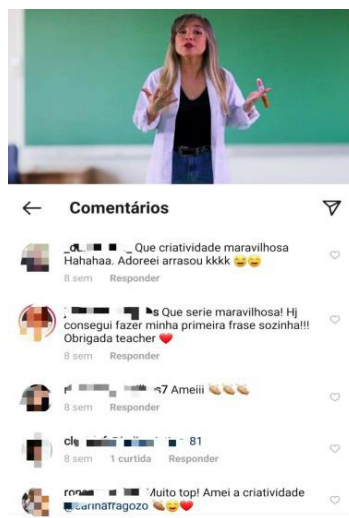 Comentários
Que criatividade maravilhosa
Hahahaa. Adoreei arrasou kkkk 😂😂
8 sem Responder
Que serie maravilhosa! Hj
consegui fazer minha primeira frase sozinha!!!
Obrigada teacher ❤️
8 sem Responder
Ameiii 👏🏼👏🏼👏🏼
8 sem Responder
81
8 sem 1 curtida Responder
Muito top! Amei a criatividade
@carinafragozo 👏🏼😂❤️